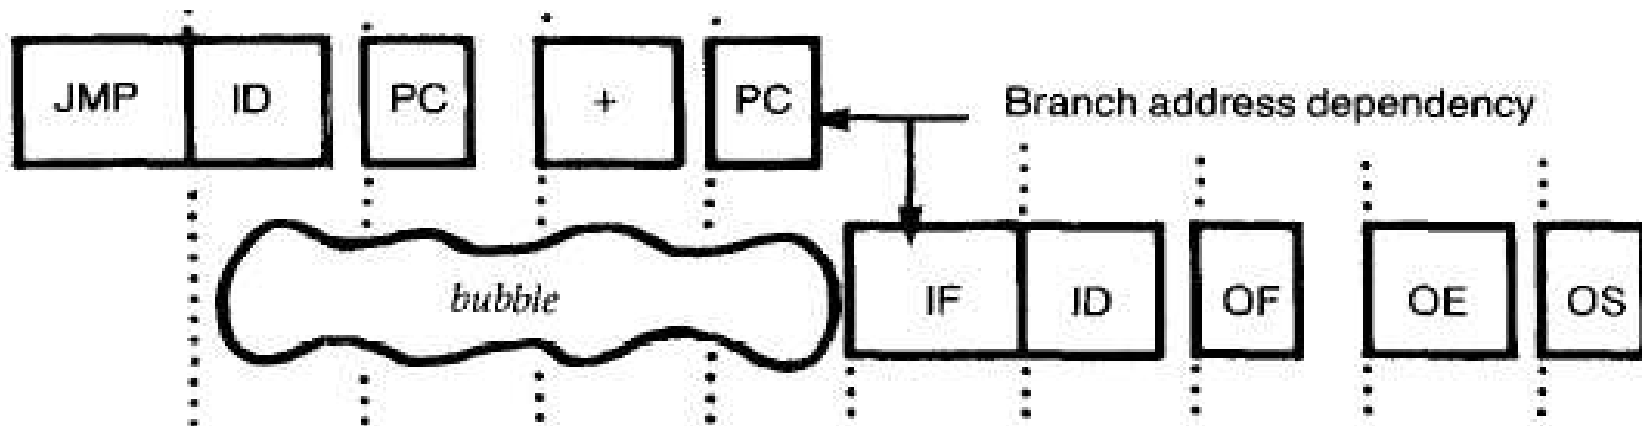 JMP ID PC + PC Branch address dependency
bubble IF ID OF OE OS